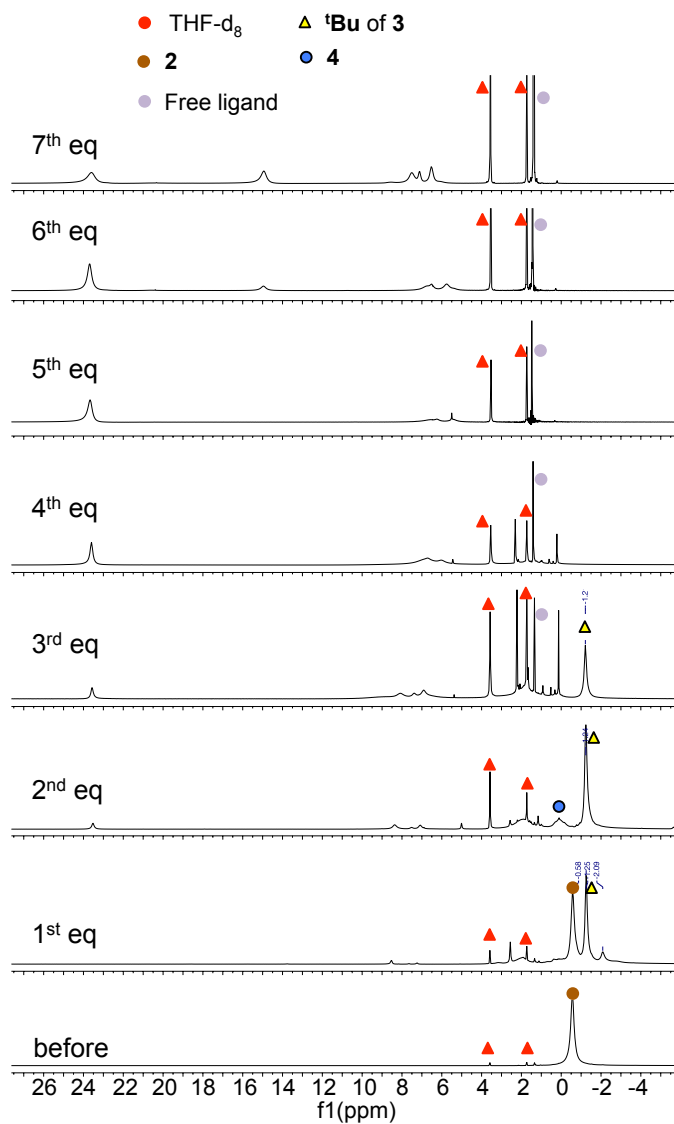 THF-d8 ᵗBu of 3
2 4
Free ligand
7th eq
6th eq
5th eq
4th eq
-1.2
3rd eq
2nd eq
-0.58
-1.25
-2.09
1st eq
before
26 24 22 20 18 16 14 12 10 8 6 4 2 0 -2 -4
f1(ppm)